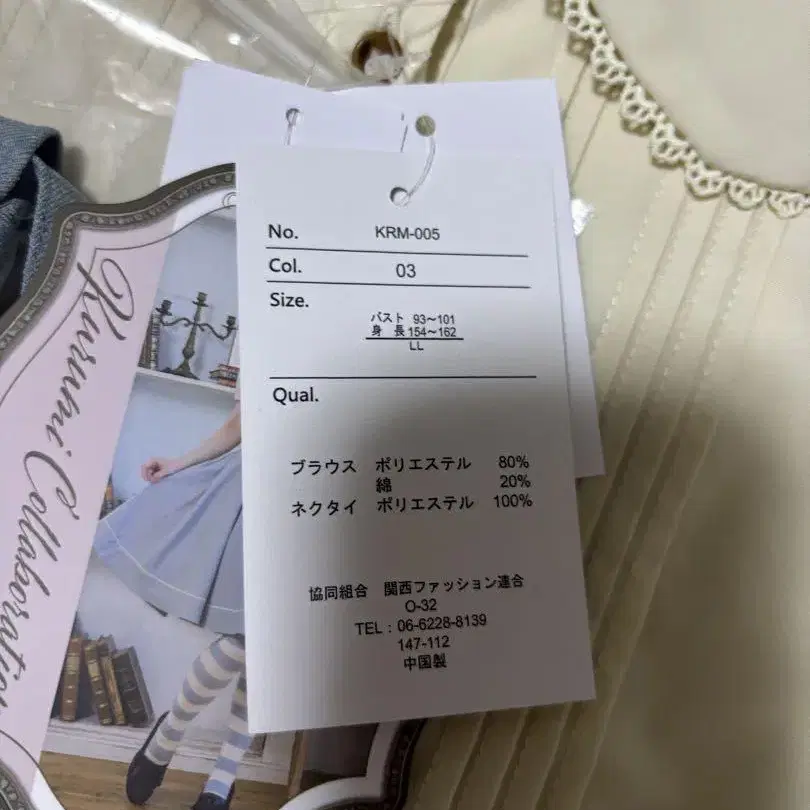 No. KRM-005
Col. 03
Size.
バスト 93～101
身 長 154～162
LL
Qual.
ブラウス ポリエステル 80%
綿 20%
ネクタイ ポリエステル 100%
協同組合 関西ファッション連合
O-32
TEL：06-6228-8139
147-112
中国製
Kurumi Collaboration